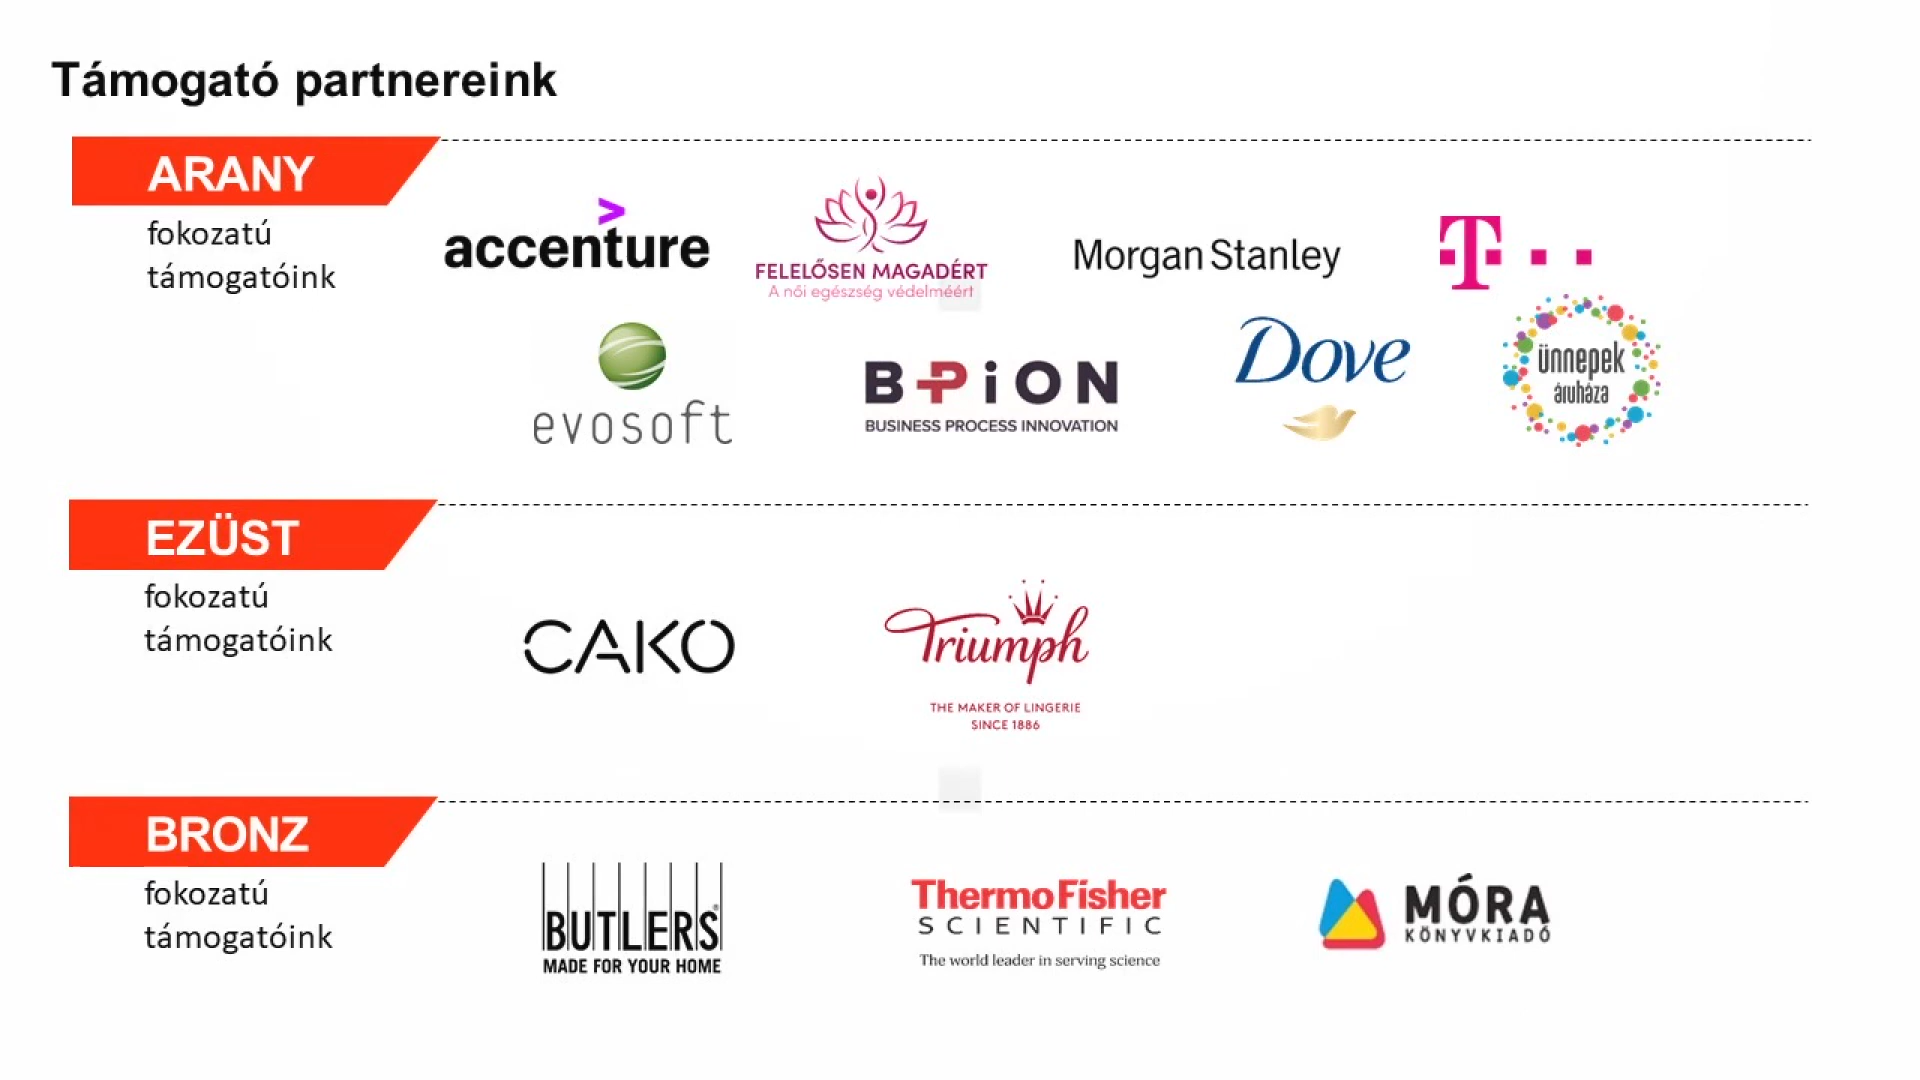 Támogató partnereink
ARANY
fokozatú
támogatóink
accenture
FELELŐSEN MAGADÉRT
A női egészség védelméért
Morgan Stanley
T
evosoft
BPiON
BUSINESS PROCESS INNOVATION
Dove
ünnepek
áruháza
EZÜST
fokozatú
támogatóink
CAKO
Triumph
THE MAKER OF LINGERIE
SINCE 1886
BRONZ
fokozatú
támogatóink
BUTLERS
MADE FOR YOUR HOME
ThermoFisher
SCIENTIFIC
The world leader in serving science
MÓRA
KÖNYVKIADÓ